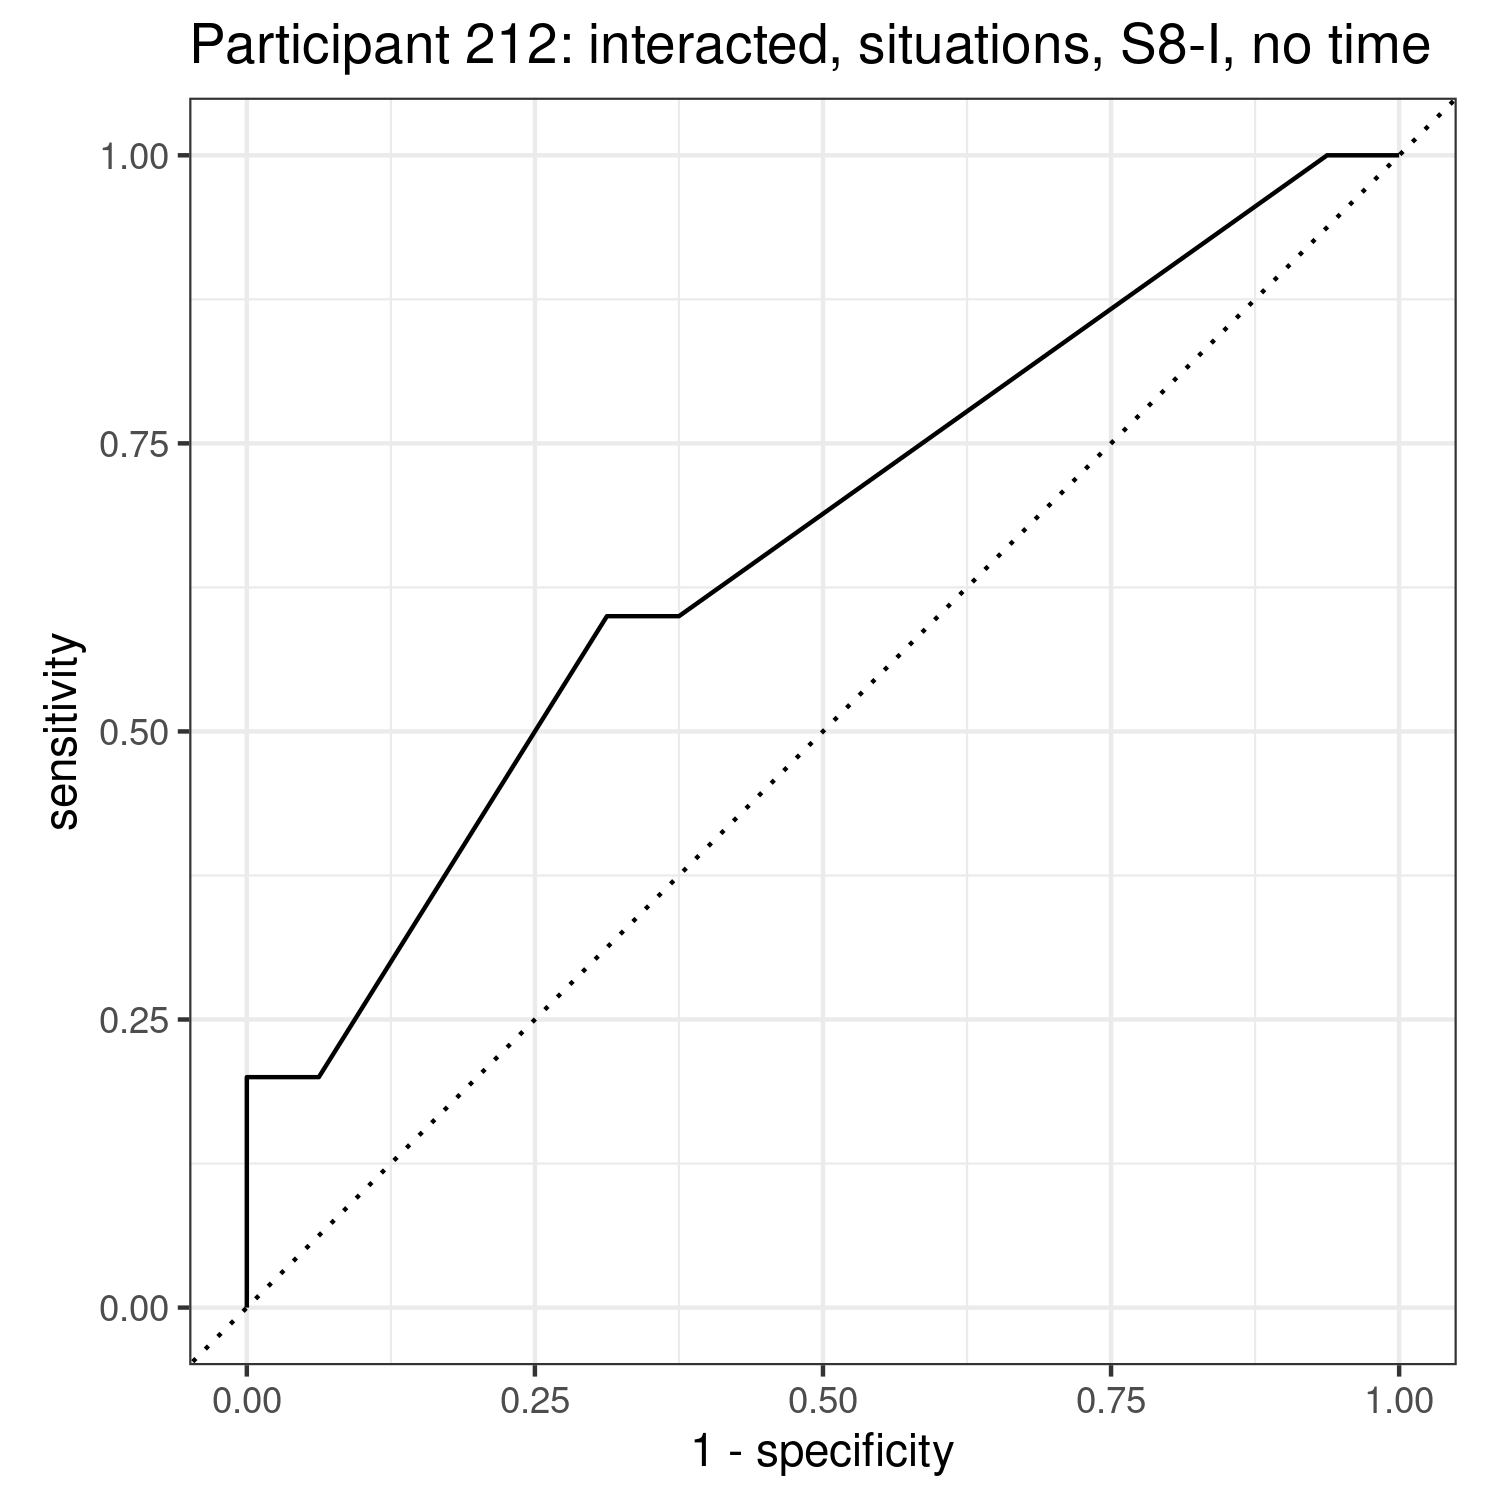 Participant 212: interacted, situations, S8-I, no time
1.00
0.75
0.50
0.25
0.00
sensitivity
0.00 0.25 0.50 0.75 1.00
1 - specificity